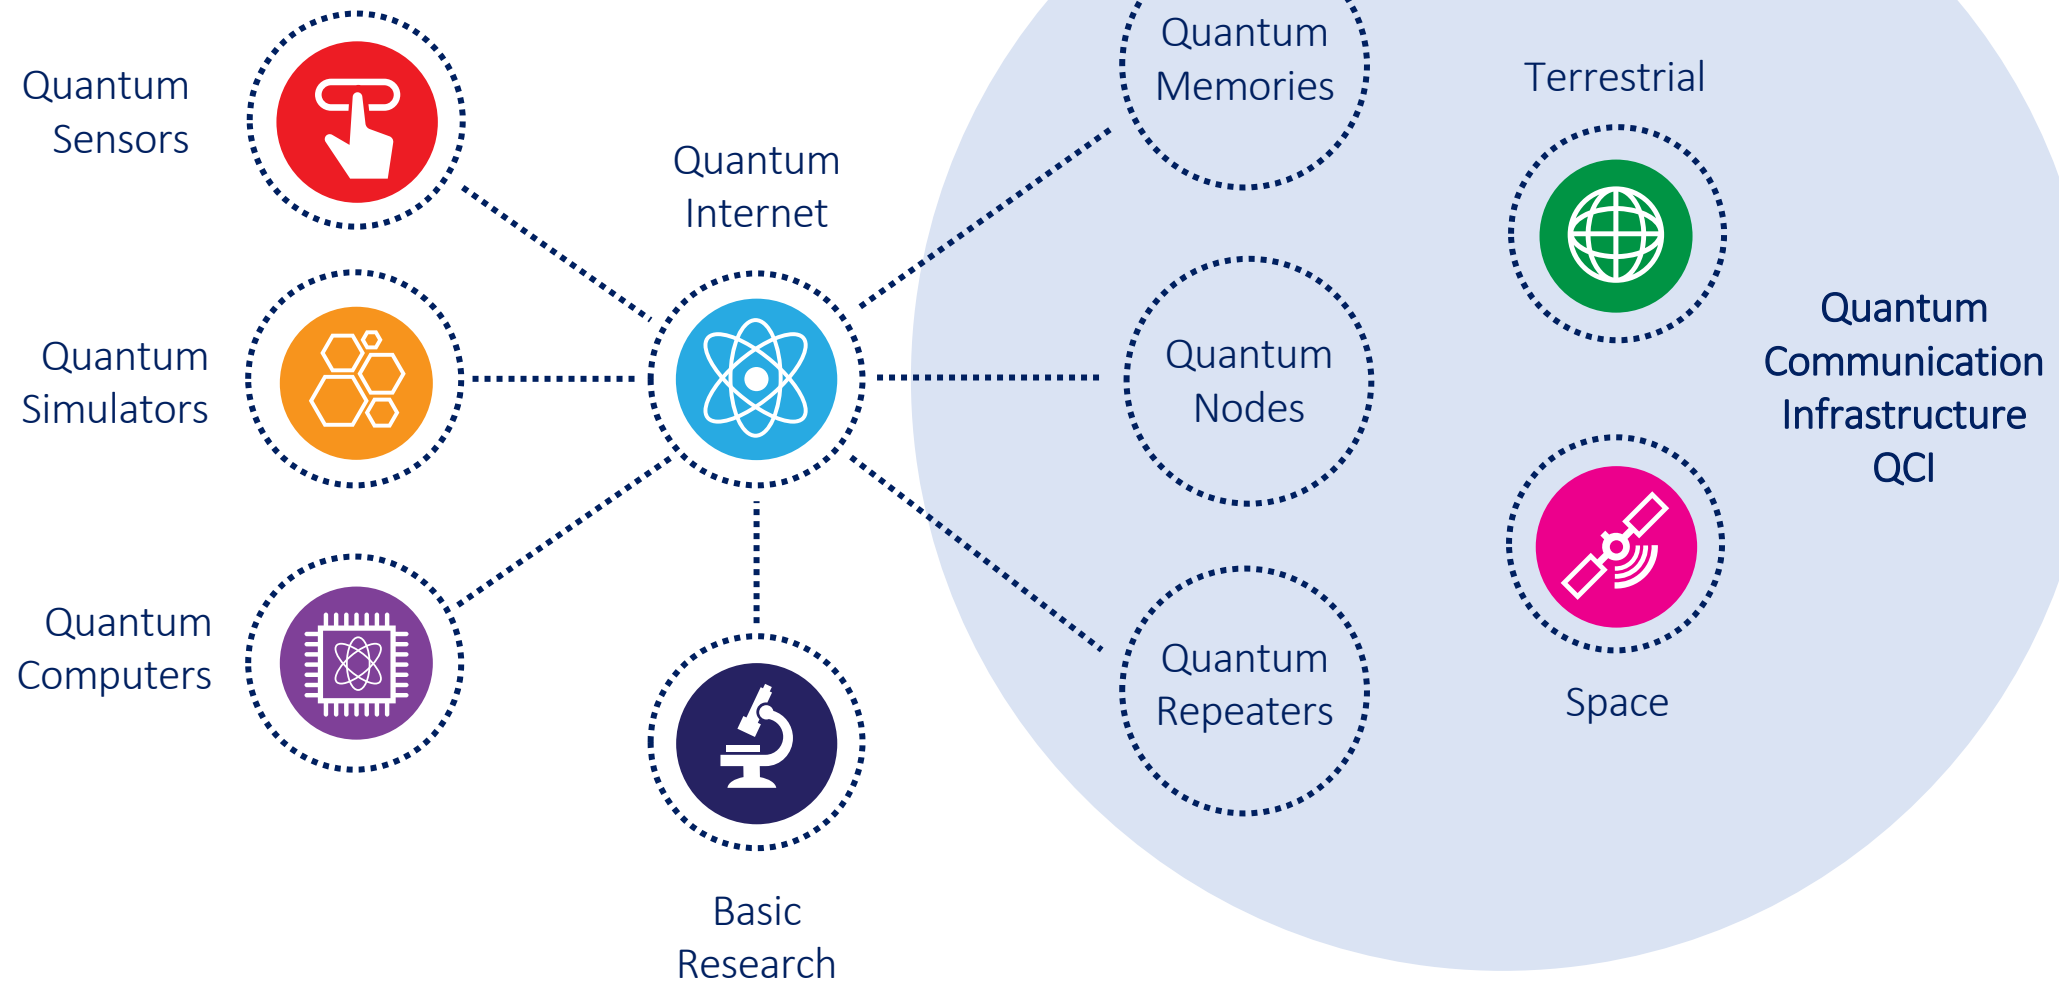 Quantum
Sensors
Quantum
Simulators
Quantum
Computers
Quantum
Internet
Basic
Research
Quantum
Memories
Quantum
Nodes
Quantum
Repeaters
Terrestrial
Space
Quantum
Communication
Infrastructure
QCI